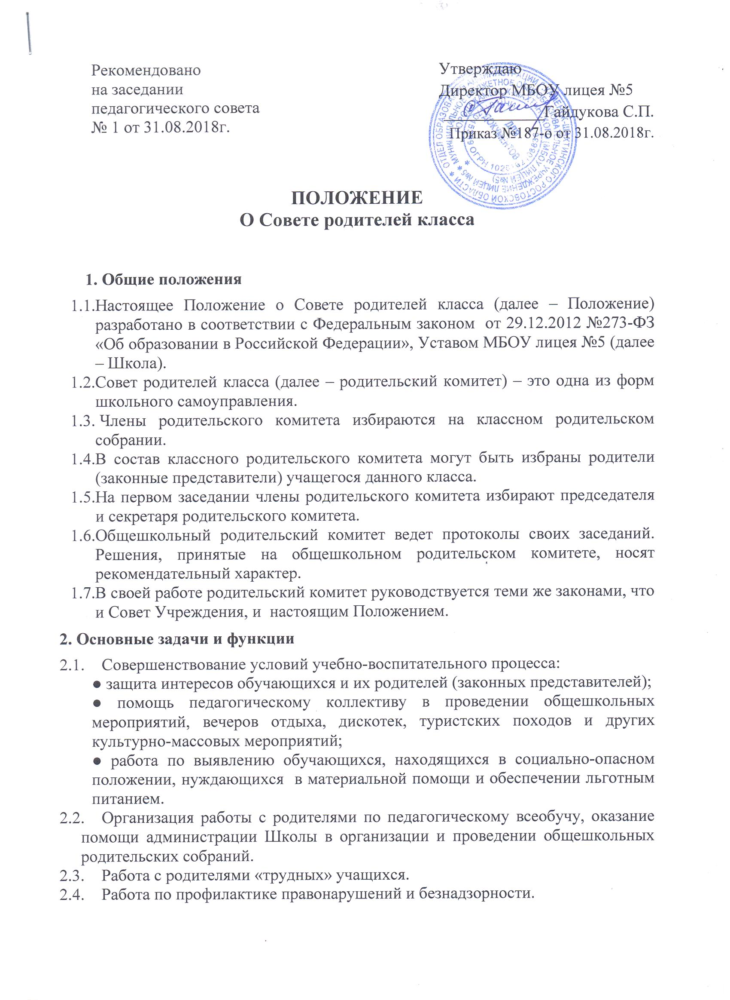 Рекомендовано
на заседании
педагогического совета
№ 1 от 31.08.2018г.
Утверждаю
Директор МБОУ лицея №5
Гайдукова С.П.
Приказ №187-о от 31.08.2018г.
ПОЛОЖЕНИЕ
О Совете родителей класса
1. Общие положения
1.1.Настоящее Положение о Совете родителей класса (далее – Положение)
разработано в соответствии с Федеральным законом от 29.12.2012 №273-ФЗ
«Об образовании в Российской Федерации», Уставом МБОУ лицея №5 (далее
– Школа).
1.2.Совет родителей класса (далее – родительский комитет) – это одна из форм
школьного самоуправления.
1.3. Члены родительского комитета избираются на классном родительском
собрании.
1.4.В состав классного родительского комитета могут быть избраны родители
(законные представители) учащегося данного класса.
1.5.На первом заседании члены родительского комитета избирают председателя
и секретаря родительского комитета.
1.6.Общешкольный родительский комитет ведет протоколы своих заседаний.
Решения, принятые на общешкольном родительском комитете, носят
рекомендательный характер.
1.7.В своей работе родительский комитет руководствуется теми же законами, что
и Совет Учреждения, и настоящим Положением.
2. Основные задачи и функции
2.1. Совершенствование условий учебно-воспитательного процесса:
● защита интересов обучающихся и их родителей (законных представителей);
● помощь педагогическому коллективу в проведении общешкольных
мероприятий, вечеров отдыха, дискотек, туристских походов и других
культурно-массовых мероприятий;
● работа по выявлению обучающихся, находящихся в социально-опасном
положении, нуждающихся в материальной помощи и обеспечении льготным
питанием.
2.2. Организация работы с родителями по педагогическому всеобучу, оказание
помощи администрации Школы в организации и проведении общешкольных
родительских собраний.
2.3. Работа с родителями «трудных» учащихся.
2.4. Работа по профилактике правонарушений и безнадзорности.